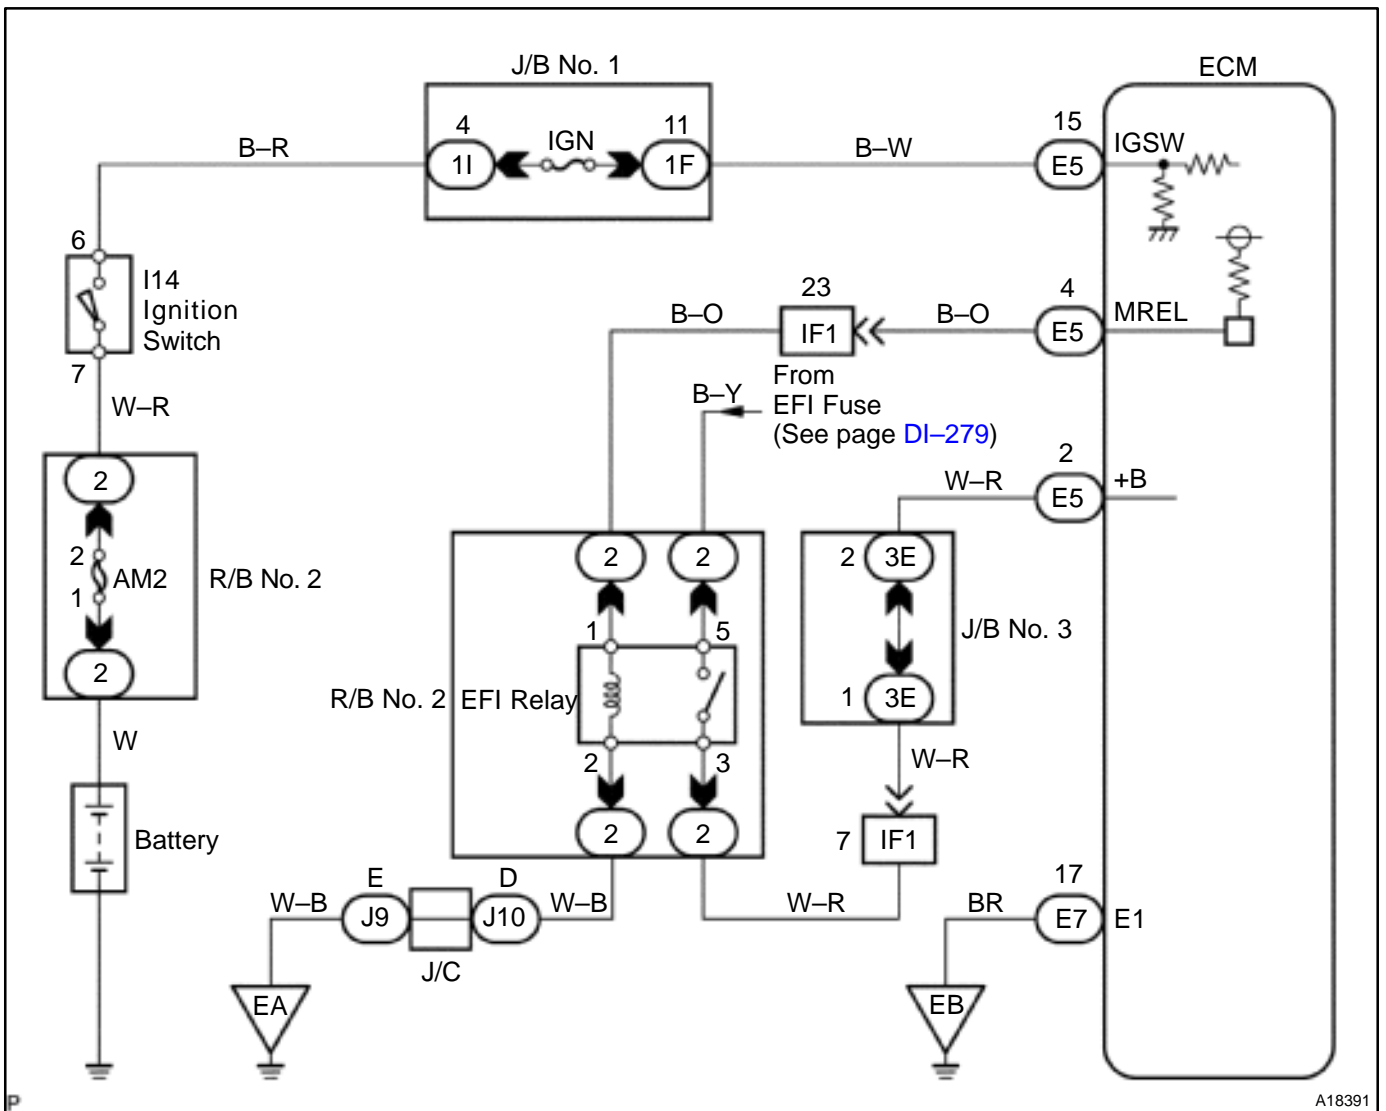 J/B No. 1
ECM
4
IGN
11
15
B–R
1I
1F
B–W
E5
IGSW
6
I14
Ignition
Switch
7
23
4
B–O
IF1
B–O
E5
MREL
From
B–Y
EFI Fuse
(See page DI–279)
W–R
2
W–R
E5
+B
2
2
1
AM2
R/B No. 2
2
2
2
2
3E
1
5
J/B No. 3
R/B No. 2
EFI Relay
1
3E
W
2
3
W–R
Battery
2
2
7
IF1
E
D
17
W–B
J9
J10
W–B
W–R
BR
E7
E1
J/C
EA
EB
P
A18391